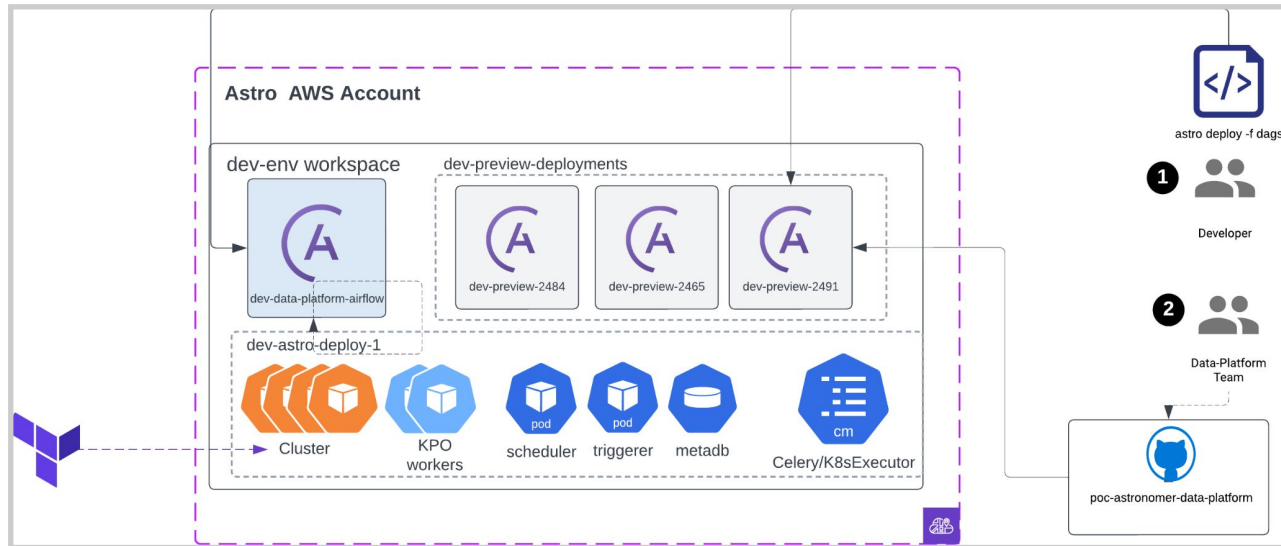 Astro AWS Account
</>
astro deploy -f dags
dev-env workspace
dev-preview-deployments
1
Developer
A
A
A
A
dev-data-platform-airflow
dev-preview-2484
dev-preview-2465
dev-preview-2491
2
Data-Platform
Team
dev-astro-deploy-1
pod
pod
cm
Cluster
KPO
workers
scheduler
triggerer
metadb
Celery/K8sExecutor
poc-astronomer-data-platform